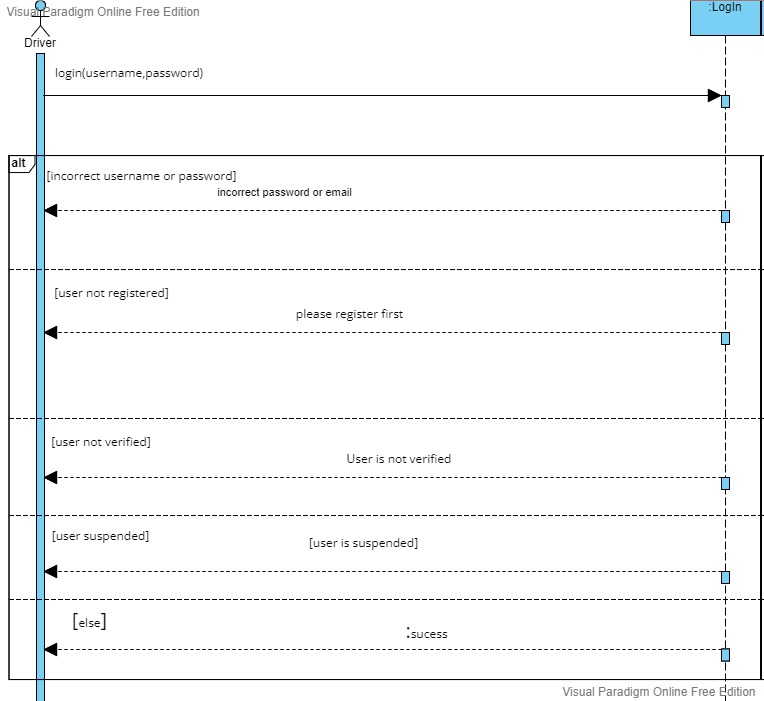 Visual Paradigm Online Free Edition
:LogIn
Driver
login(username,password)
alt
[incorrect username or password]
incorrect password or email
[user not registered]
please register first
[user not verified]
User is not verified
[user suspended]
[user is suspended]
[else]
:sucess
Visual Paradigm Online Free Edition